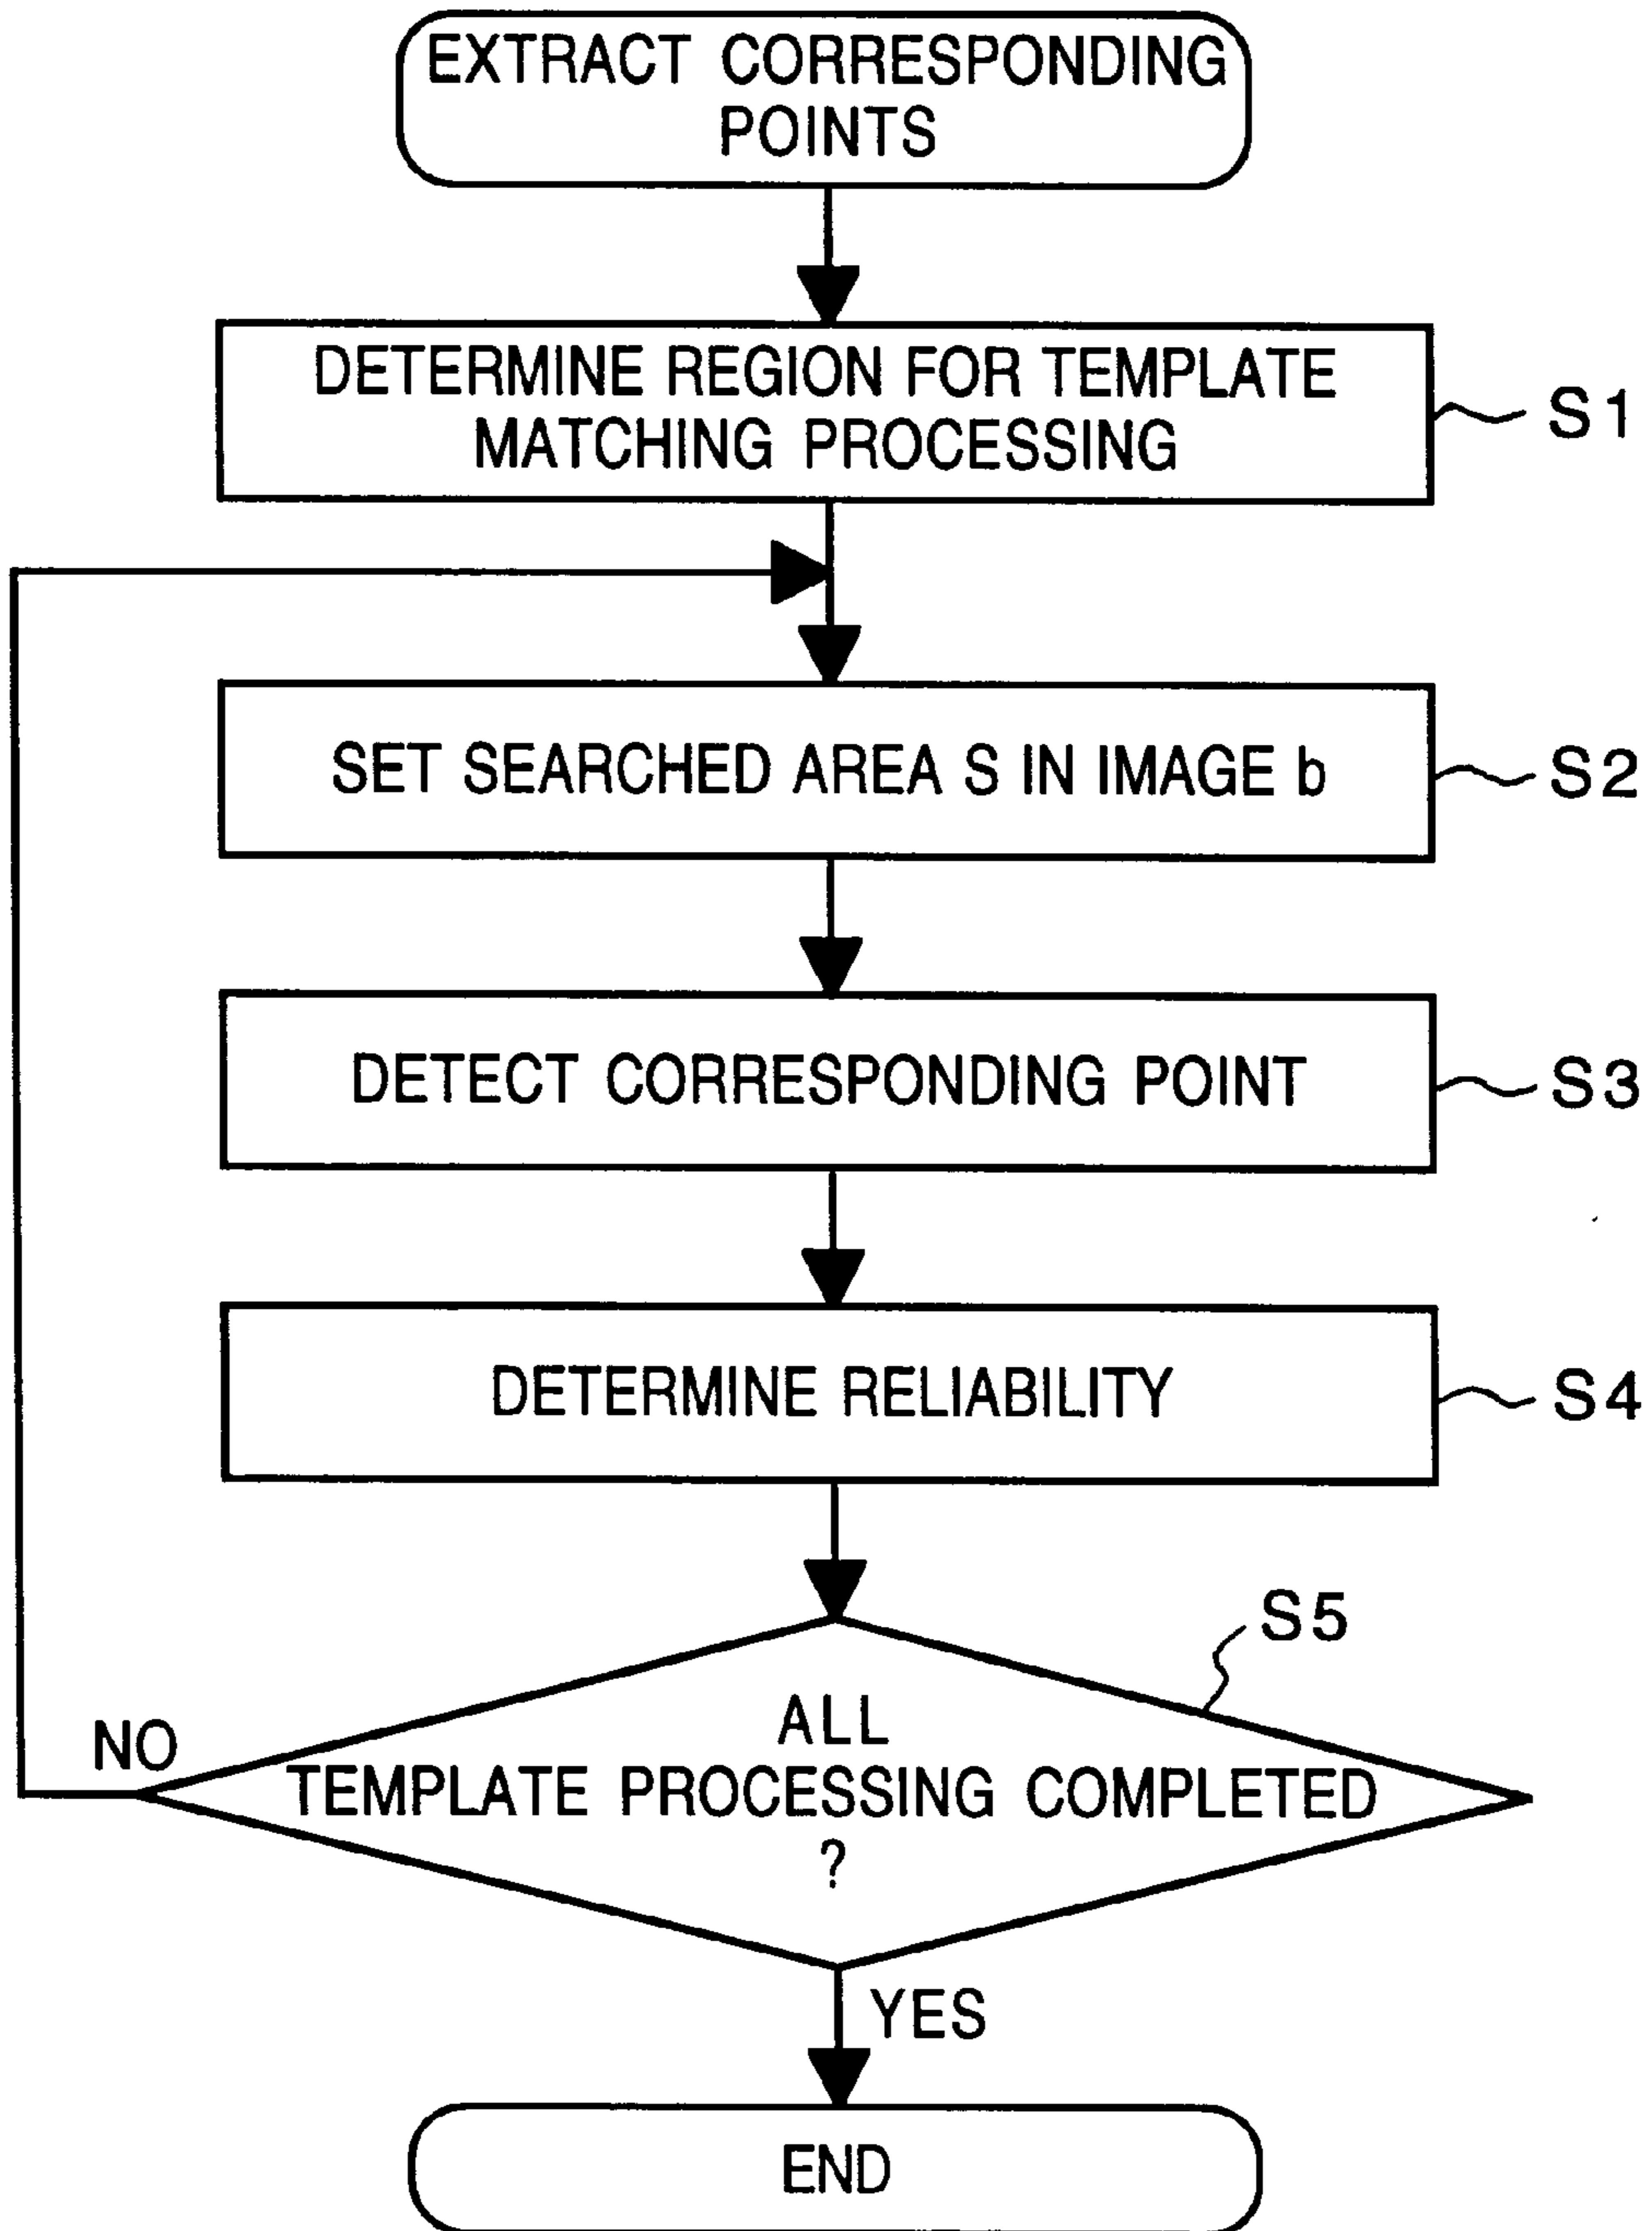 EXTRACT CORRESPONDING
POINTS
DETERMINE REGION FOR TEMPLATE
MATCHING PROCESSING
S1
SET SEARCHED AREA S IN IMAGE b
S2
DETECT CORRESPONDING POINT
S3
DETERMINE RELIABILITY
S4
S5
ALL
TEMPLATE PROCESSING COMPLETED
?
NO
YES
END